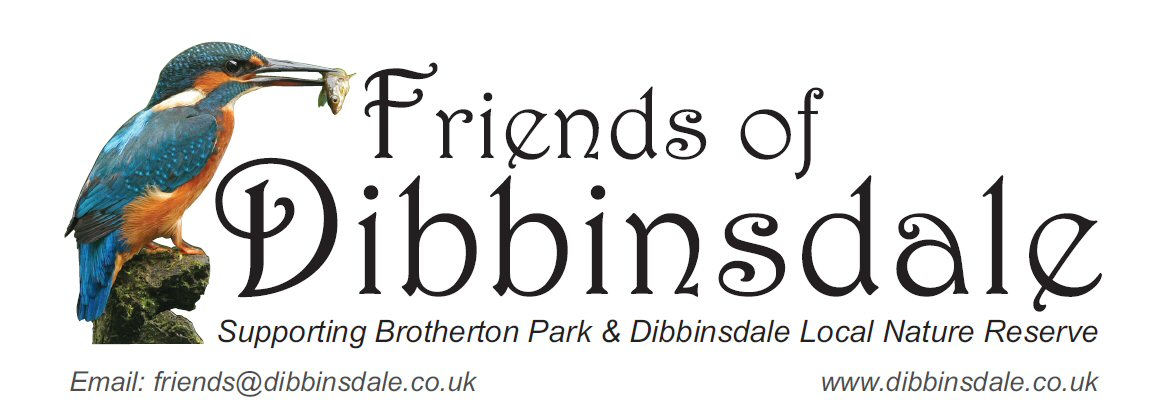 Friends of
Dibbinsdale
Supporting Brotherton Park & Dibbinsdale Local Nature Reserve
Email: friends@dibbinsdale.co.uk
www.dibbinsdale.co.uk